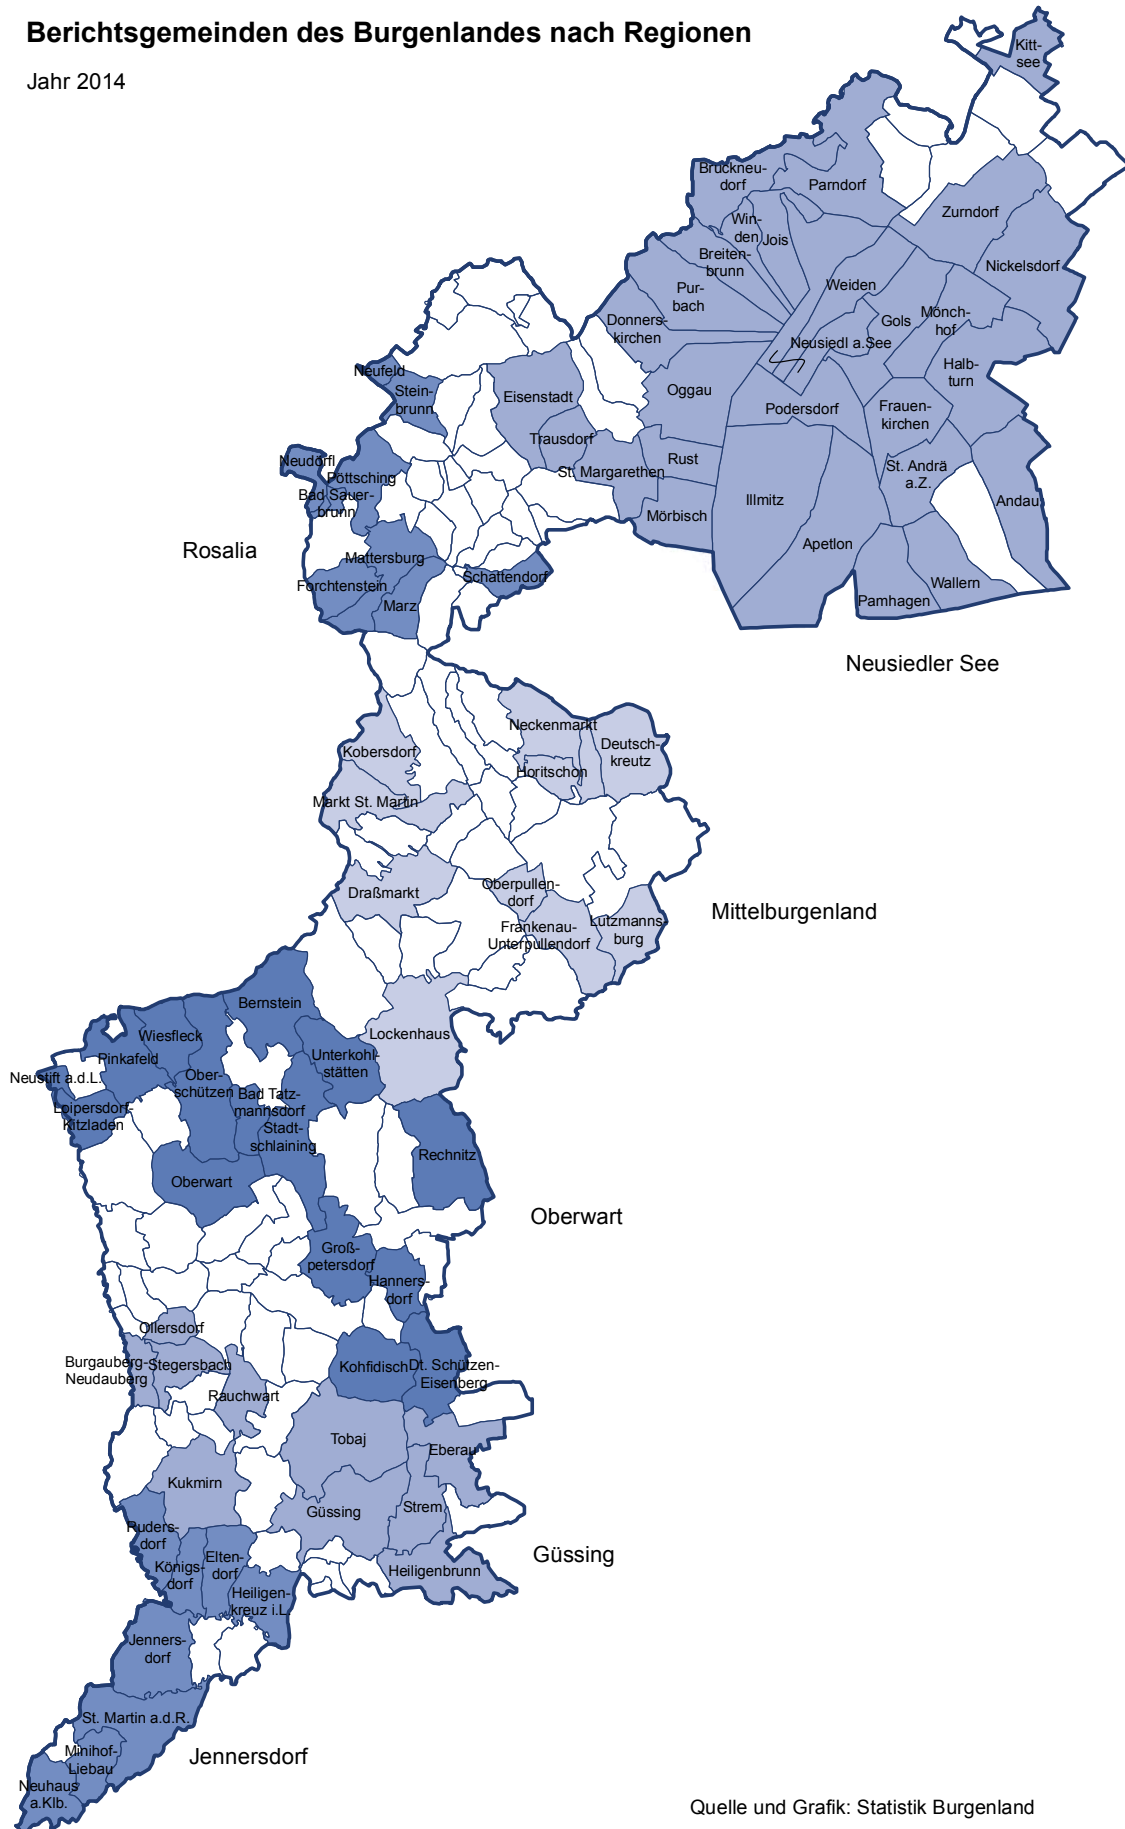 Berichtsgemeinden des Burgenlandes nach Regionen
Jahr 2014
Kitt-
see
Bruckneu-
dorf
Parndorf
Zurndorf
Win-
den
Jois
Nickelsdorf
Breiten-
brunn
Weiden
Pur-
bach
Gols
Mönch-
hof
Donners-
kirchen
Neusiedl a.See
Halb-
turn
Neufeld
Stein-
brunn
Eisenstadt
Oggau
Podersdorf
Frauen-
kirchen
Trausdorf
Neudörfl
Pöttsching
St. Margarethen
Rust
St. Andrä
a.Z.
Bad Sauer-
brunn
Illmitz
Andau
Mörbisch
Rosalia
Mattersburg
Apetlon
Forchtenstein
Schattendorf
Wallern
Marz
Pamhagen
Neusiedler See
Neckenmarkt
Kobersdorf
Deutsch-
kreutz
Horitschon
Markt St. Martin
Draßmarkt
Oberpullen-
dorf
Mittelburgenland
Frankenau-
Unterpullendorf
Lutzmanns-
burg
Bernstein
Lockenhaus
Wiesfleck
Pinkafeld
Unterkohl-
stätten
Neustift a.d.L.
Ober-
schützen
Bad Tatz-
mannsdorf
Loipersdorf-
Kitzladen
Stadt-
schlaining
Rechnitz
Oberwart
Oberwart
Groß-
petersdorf
Hanners-
dorf
Ollersdorf
Burgauberg-
Neudauberg
Stegersbach
Kohfidisch
Dt. Schützen-
Eisenberg
Rauchwart
Tobaj
Eberau
Kukmirn
Güssing
Strem
Ruders-
dorf
Güssing
Königs-
dorf
Elten-
dorf
Heiligenbrunn
Heiligen-
kreuz i.L.
Jenners-
dorf
St. Martin a.d.R.
Jennersdorf
Minihof-
Liebau
Neuhaus
a.Klb.
Quelle und Grafik: Statistik Burgenland